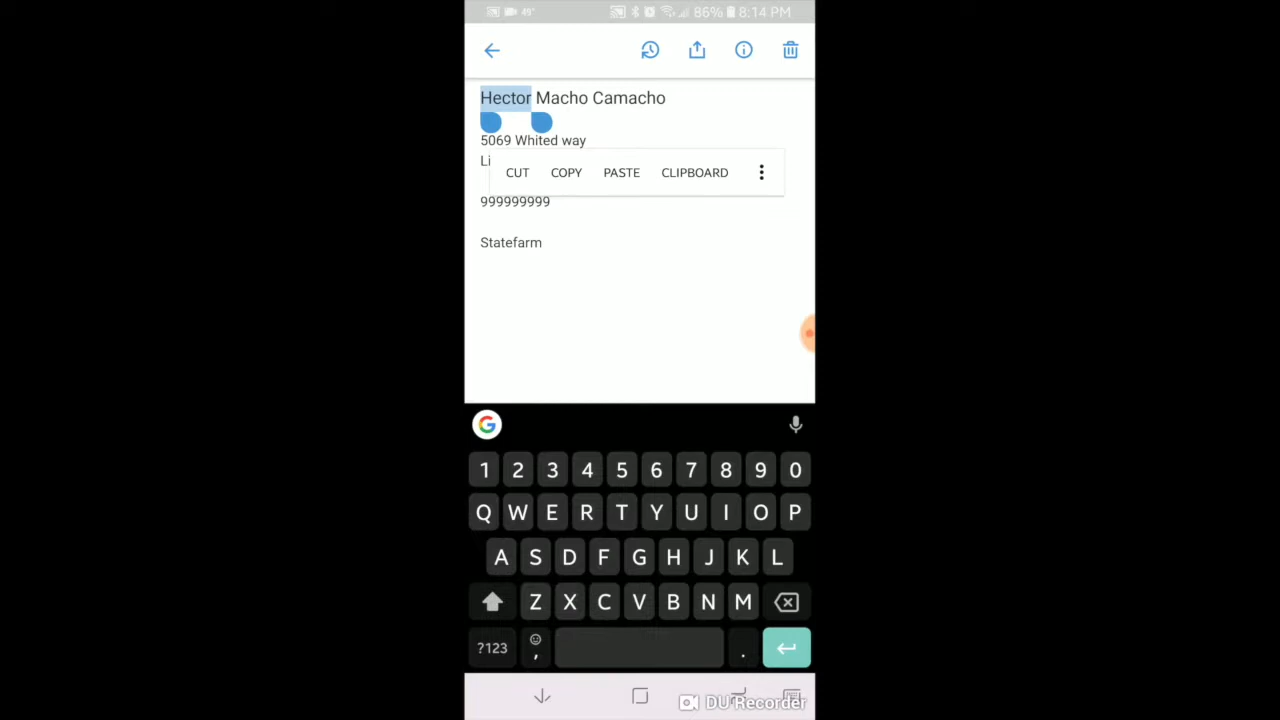 49° 86% 8:14 PM
Hector Macho Camacho
5069 Whited way
Li
CUT COPY PASTE CLIPBOARD
999999999
Statefarm
G
1 2 3 4 5 6 7 8 9 0
Q W E R T Y U I O P
A S D F G H J K L
Z X C V B N M
?123 , .
DU Recorder